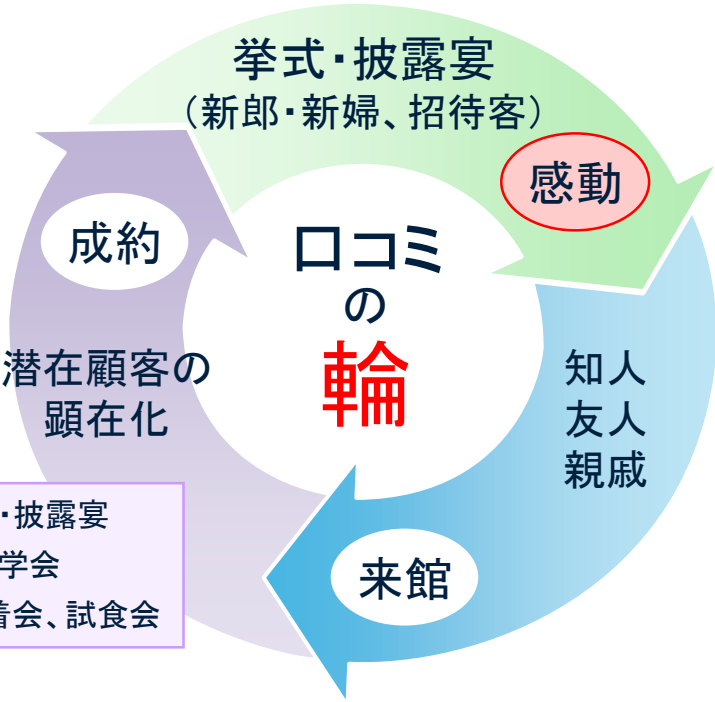 挙式・披露宴
（新郎・新婦、招待客）
感動
成約
口コミ
の
輪
潜在顧客の
顕在化
知人
友人
親戚
・披露宴
学会
着会、試食会
来館